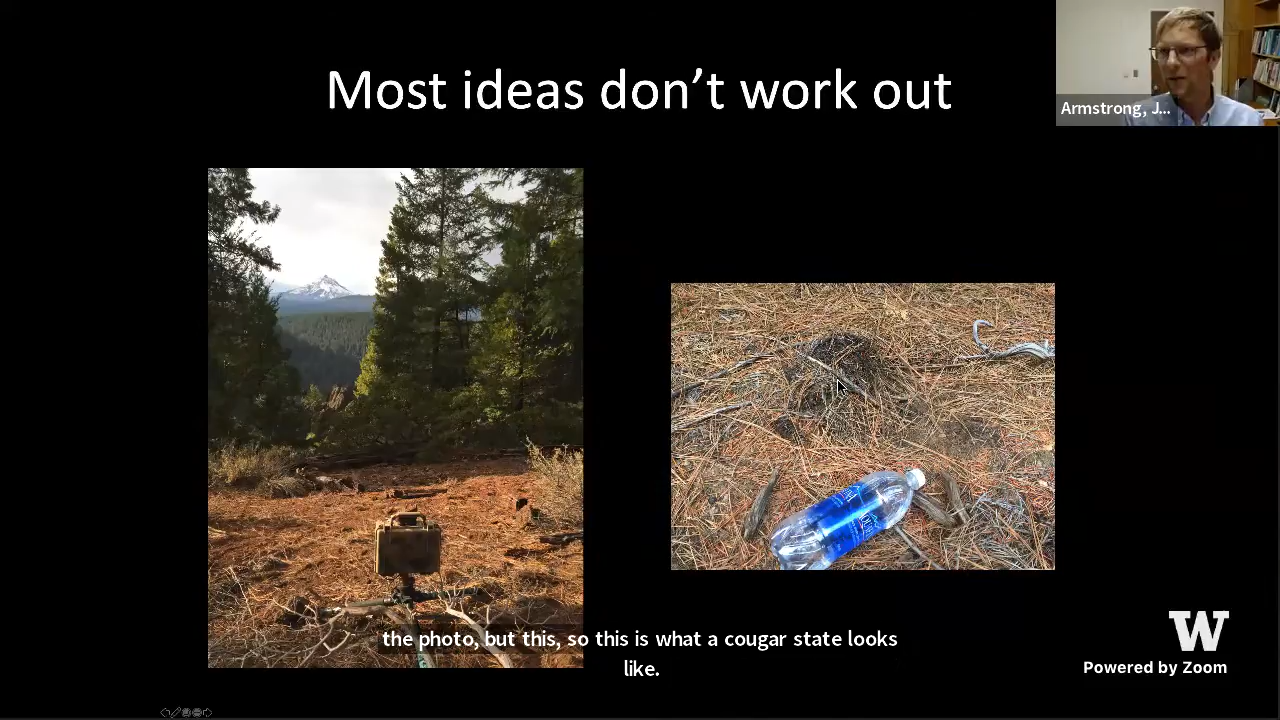 Most ideas don't work out
Armstrong, J...
the photo, but this, so this is what a cougar state looks
like.
W
Powered by Zoom